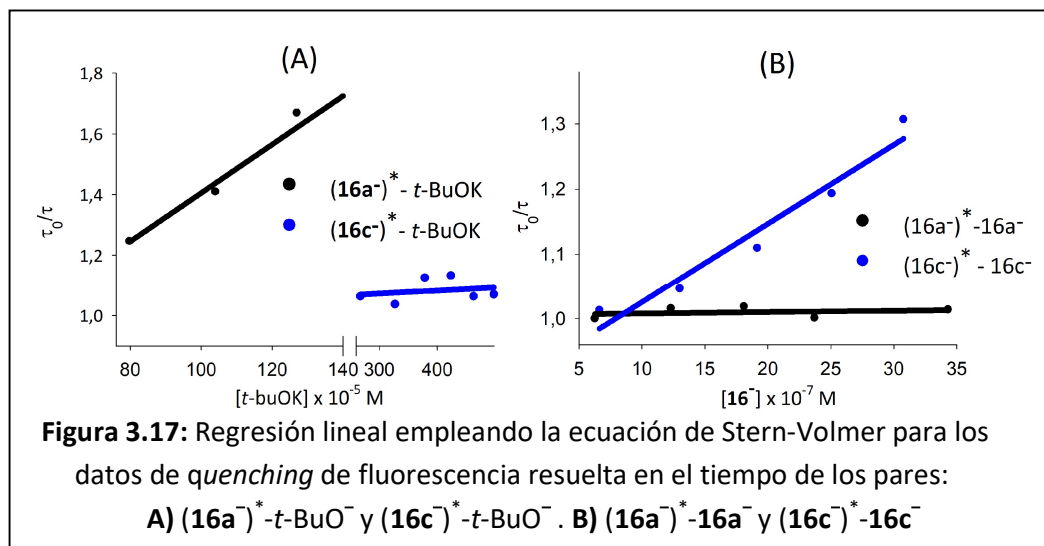 (A)
1,8
1,6
1,4
1,2
1,0
τ0/τ
(16a-)* - t-BuOK
(16c-)* - t-BuOK
80 100 120 140 300 400
[t-buOK] x 10-5 M
(B)
1,3
1,2
1,1
1,0
τ0/τ
(16a-)* -16a-
(16c-)* - 16c-
5 10 15 20 25 30 35
[16-] x 10-7 M
Figura 3.17: Regresión lineal empleando la ecuación de Stern-Volmer para los
datos de quenching de fluorescencia resuelta en el tiempo de los pares:
A) (16a−)*-t-BuO− y (16c−)*-t-BuO− . B) (16a−)*-16a− y (16c−)*-16c−